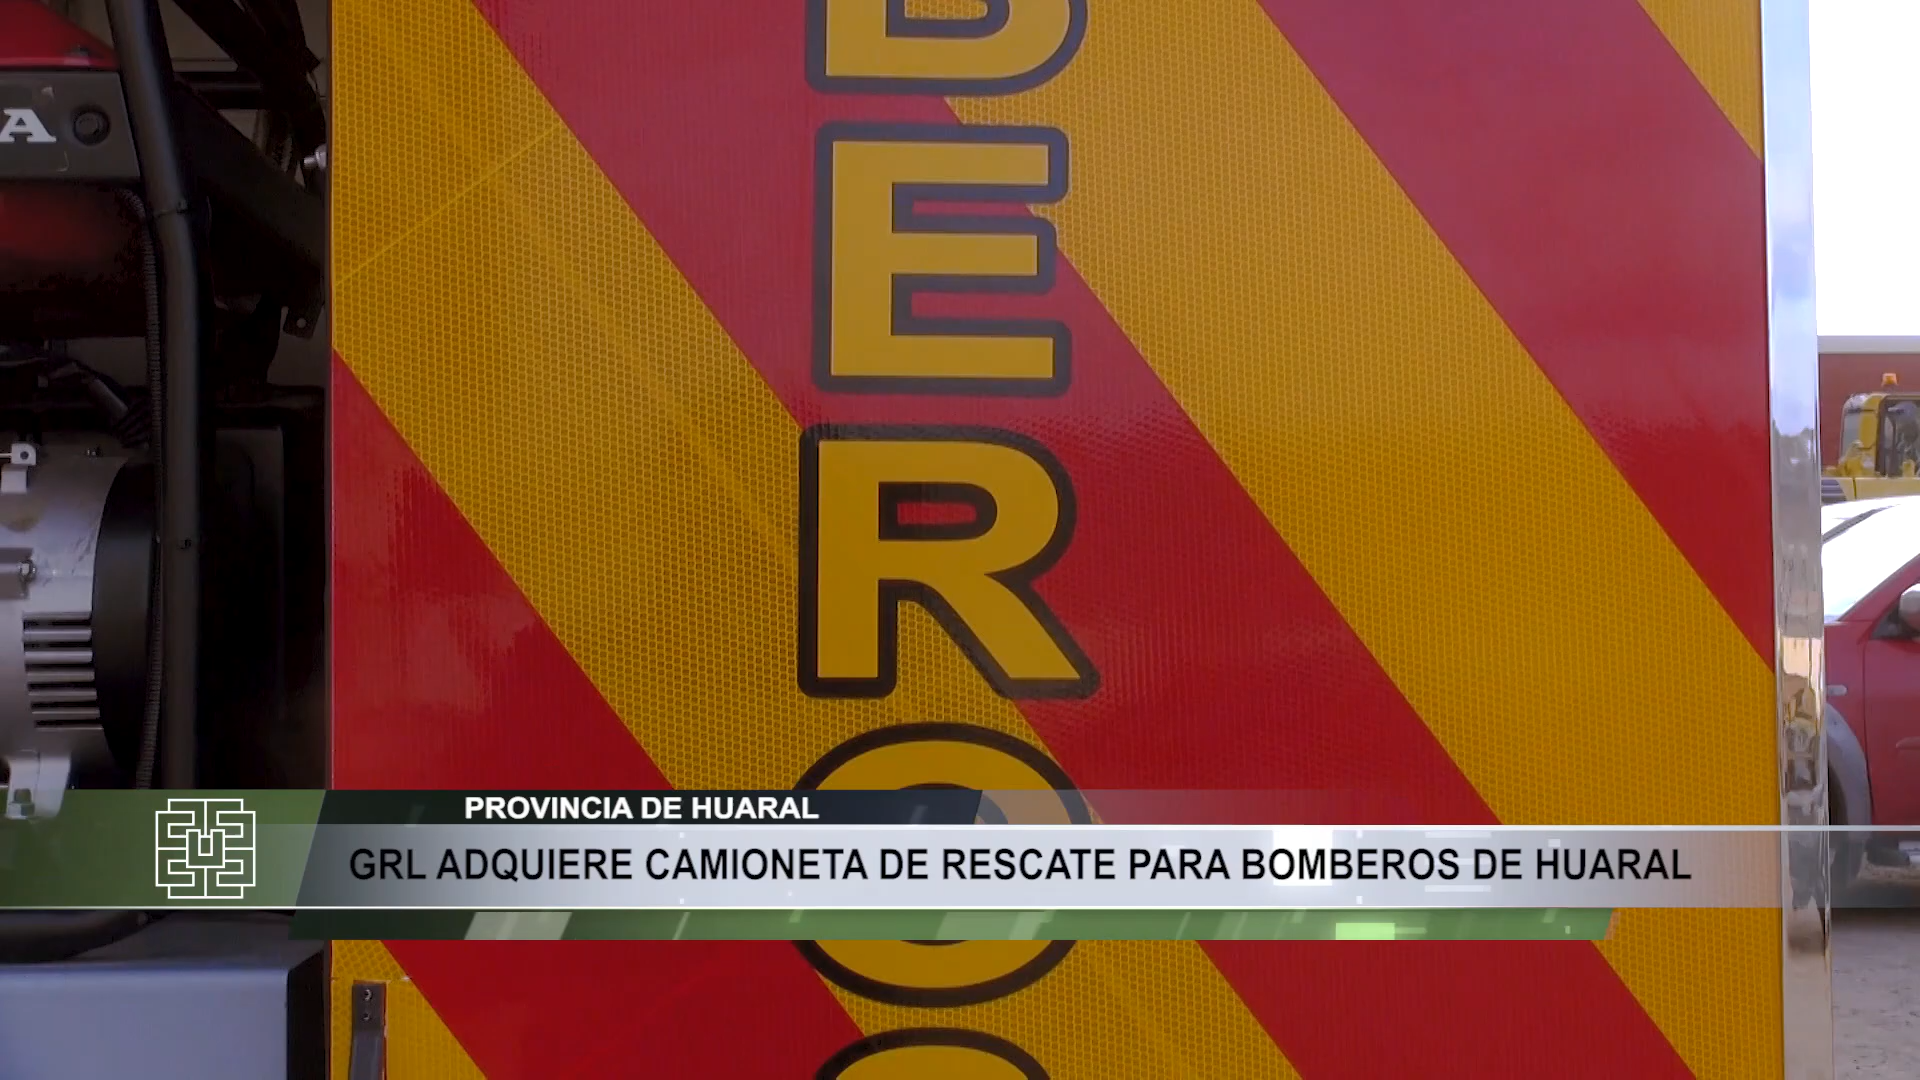 A
B
E
R
O
PROVINCIA DE HUARAL
GRL ADQUIERE CAMIONETA DE RESCATE PARA BOMBEROS DE HUARAL